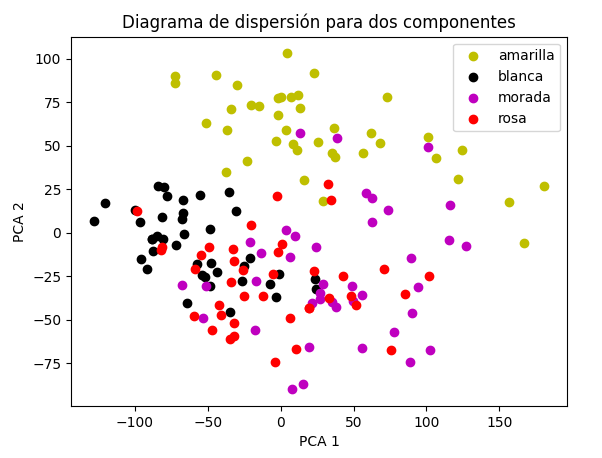 Diagrama de dispersión para dos componentes
amarilla
blanca
morada
rosa
100
75
50
25
0
−25
−50
−75
PCA 2
−100
−50
0
50
100
150
PCA 1